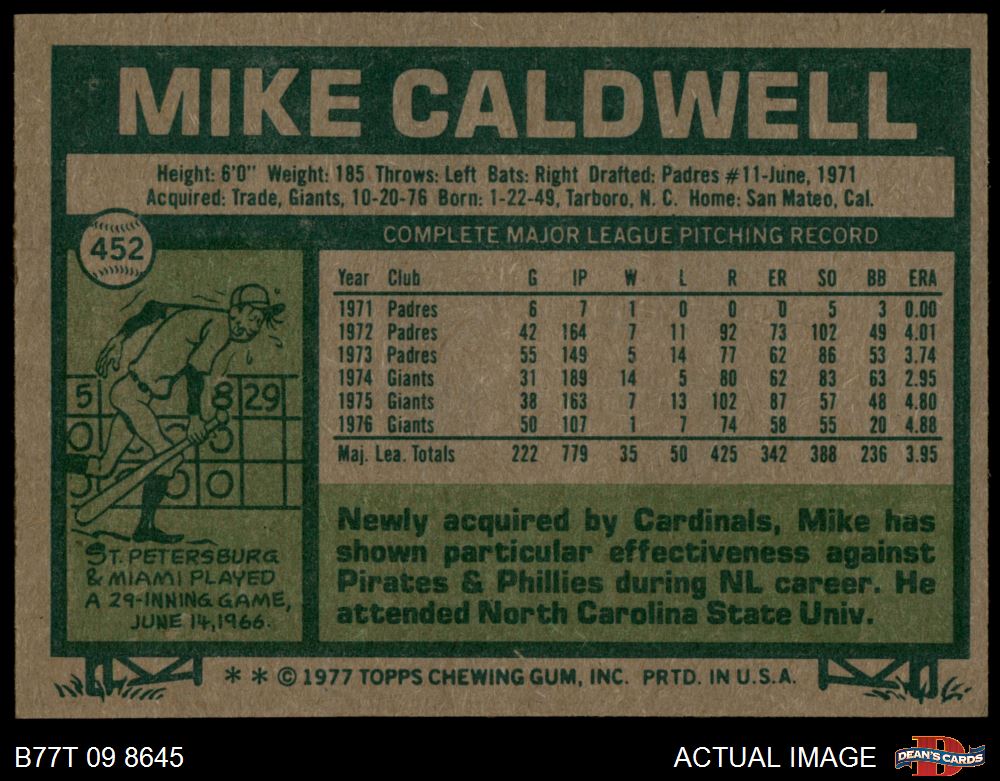 MIKE CALDWELL
Height: 6'0" Weight: 185 Throws: Left Bats: Right Drafted: Padres #11-June, 1971
Acquired: Trade, Giants, 10-20-76 Born: 1-22-49, Tarboro, N. C. Home: San Mateo, Cal.
452
COMPLETE MAJOR LEAGUE PITCHING RECORD
Year Club G IP W L R ER SO BB ERA
1971 Padres 6 7 1 0 0 0 5 3 0.00
1972 Padres 42 164 7 11 92 73 102 49 4.01
1973 Padres 55 149 5 14 77 62 86 53 3.74
1974 Giants 31 189 14 5 80 62 83 63 2.95
1975 Giants 38 163 7 13 102 87 57 48 4.80
1976 Giants 50 107 1 7 74 58 55 20 4.88
Maj. Lea. Totals 222 779 35 50 425 342 388 236 3.95
5 8 29
0
0 0
ST. PETERSBURG
& MIAMI PLAYED
A 29-INNING GAME,
JUNE 14, 1966.
Newly acquired by Cardinals, Mike has
shown particular effectiveness against
Pirates & Phillies during NL career. He
attended North Carolina State Univ.
* * © 1977 TOPPS CHEWING GUM, INC. PRTD. IN U.S.A.
B77T 09 8645
ACTUAL IMAGE
D
DEAN'S CARDS